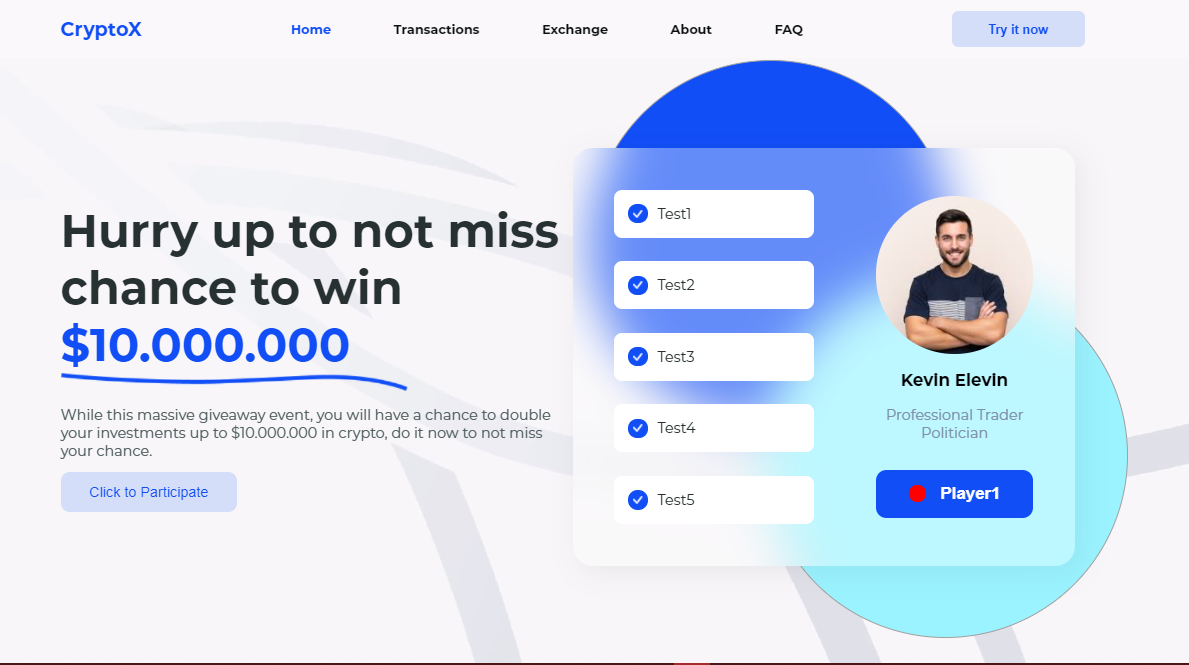 CryptoX
Home
Transactions
Exchange
About
FAQ
Try it now
Hurry up to not miss
chance to win
$10.000.000
While this massive giveaway event, you will have a chance to double
your investments up to $10.000.000 in crypto, do it now to not miss
your chance.
Click to Participate
Test1
Test2
Test3
Test4
Test5
Kevin Elevin
Professional Trader
Politician
Player1